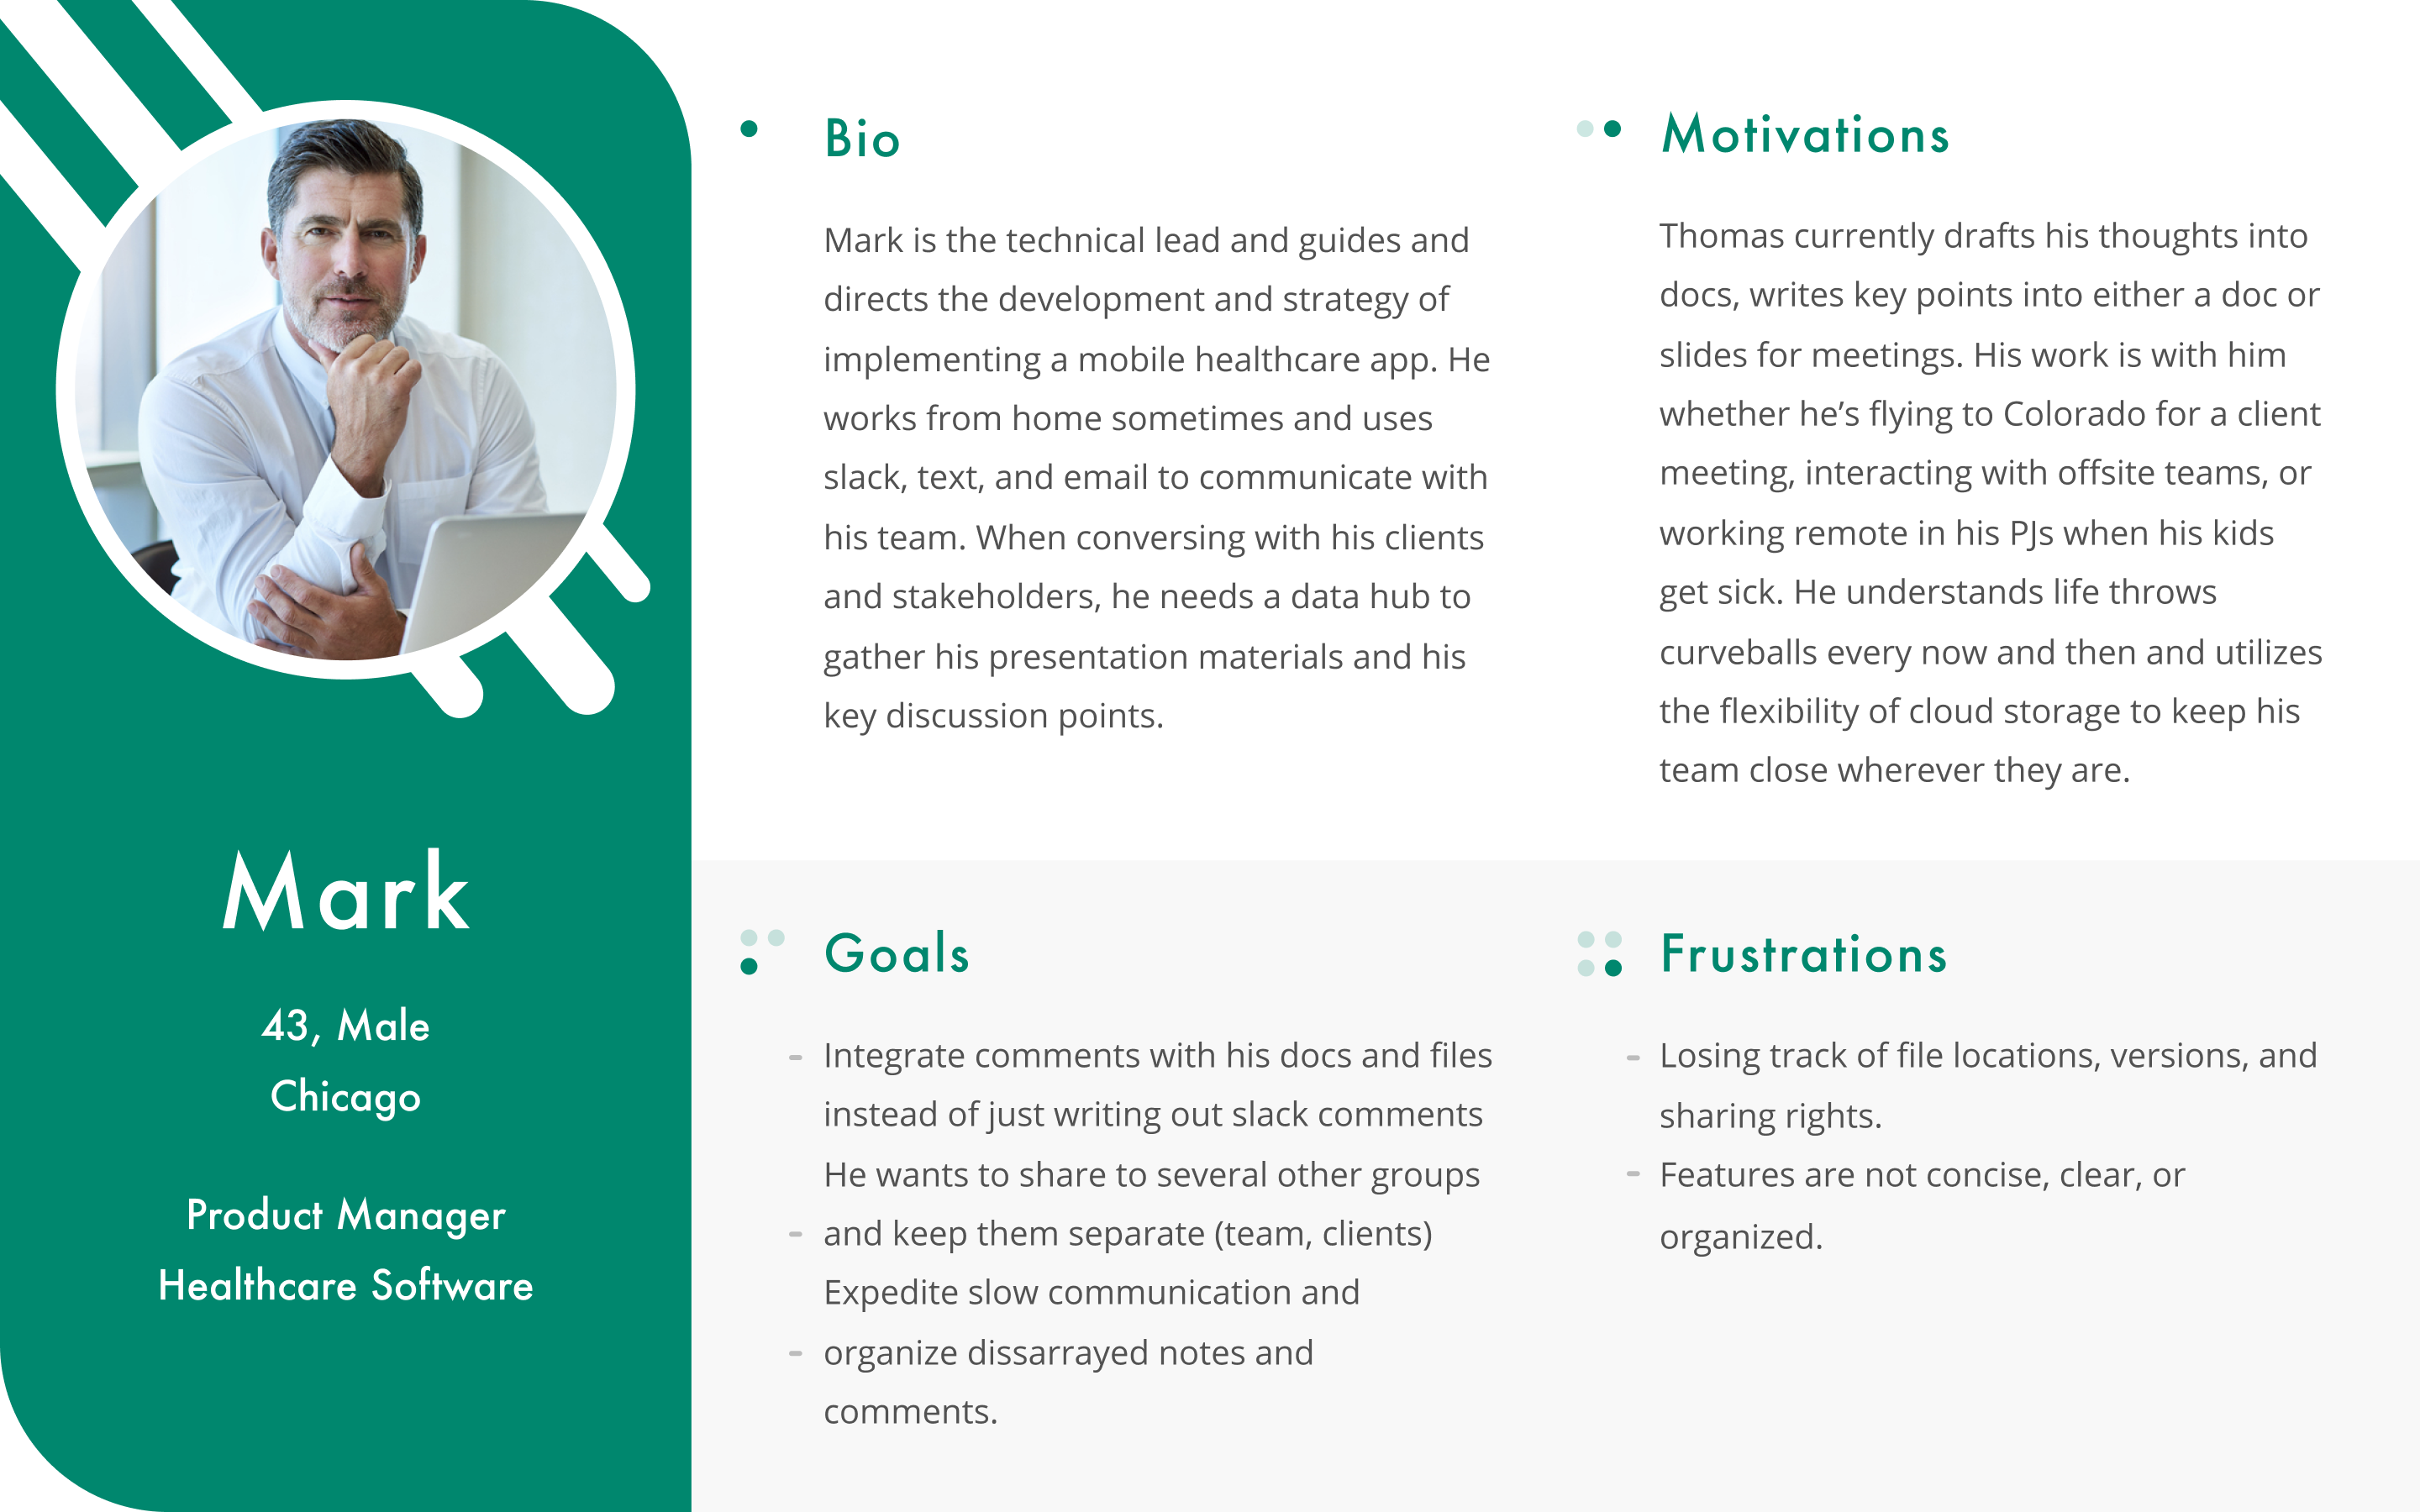 Mark
43, Male
Chicago
Product Manager
Healthcare Software
Bio
Mark is the technical lead and guides and
directs the development and strategy of
implementing a mobile healthcare app. He
works from home sometimes and uses
slack, text, and email to communicate with
his team. When conversing with his clients
and stakeholders, he needs a data hub to
gather his presentation materials and his
key discussion points.
Motivations
Thomas currently drafts his thoughts into
docs, writes key points into either a doc or
slides for meetings. His work is with him
whether he’s flying to Colorado for a client
meeting, interacting with offsite teams, or
working remote in his PJs when his kids
get sick. He understands life throws
curveballs every now and then and utilizes
the flexibility of cloud storage to keep his
team close wherever they are.
Goals
- Integrate comments with his docs and files
instead of just writing out slack comments
He wants to share to several other groups
- and keep them separate (team, clients)
Expedite slow communication and
- organize dissarrayed notes and
comments.
Frustrations
- Losing track of file locations, versions, and
sharing rights.
- Features are not concise, clear, or
organized.